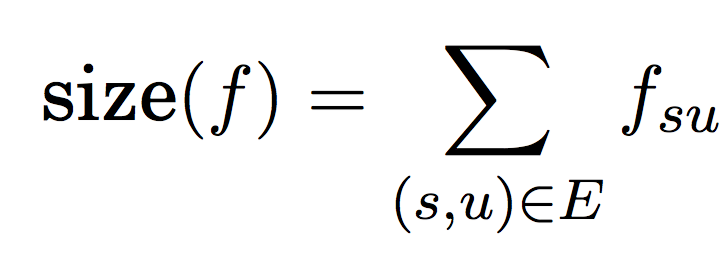 size(f) = ∑ f_{su}
(s,u)∈E